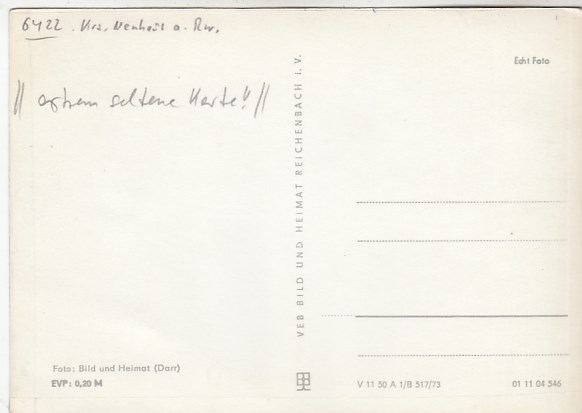 6422 . Krs. Neuhaus a. Rw.
// extrem seltene Karte!! //
Echt Foto
VEB BILD UND HEIMAT REICHENBACH I. V.
Foto: Bild und Heimat (Darr)
EVP: 0,20 M
V 11 50 A 1/B 517/73
01 11 04 546